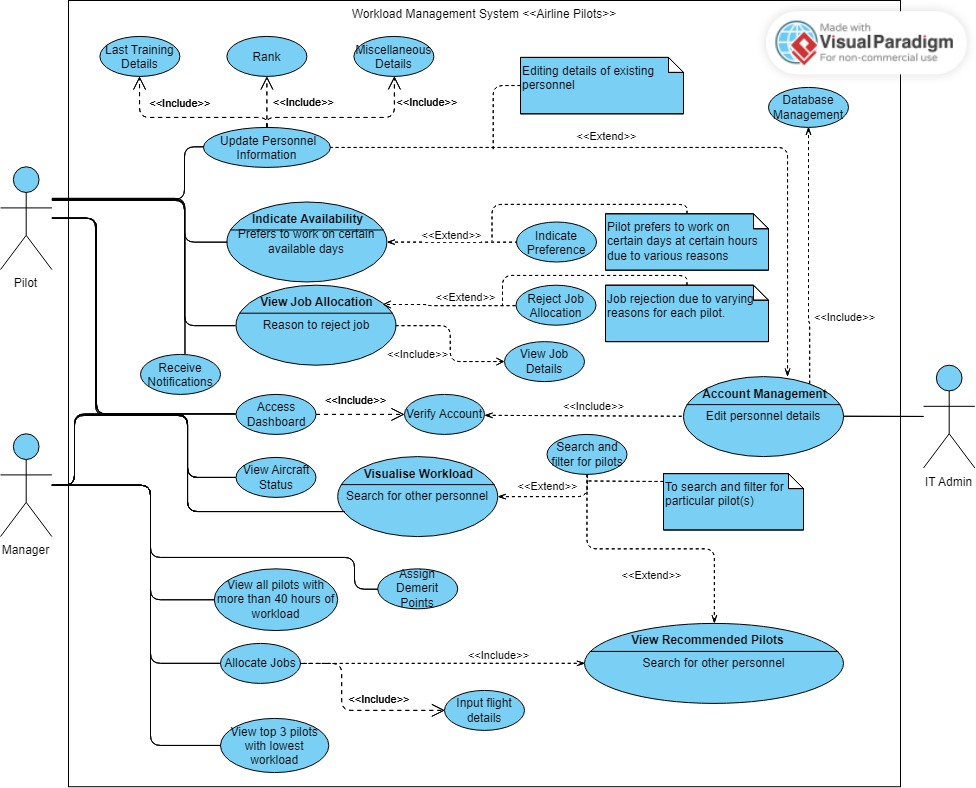 Workload Management System <<Airline Pilots>>
Made with
VisualParadigm
For non-commercial use
Last Training
Details
Rank
Miscellaneous
Details
<<Include>>
<<Include>>
<<Include>>
Editing details of existing
personnel
Database
Management
Update Personnel
Information
<<Extend>>
Pilot
Indicate Availability
Prefers to work on certain
available days
<<Extend>>
Indicate
Preference
Pilot prefers to work on
certain days at certain hours
due to various reasons
View Job Allocation
Reason to reject job
<<Extend>>
Reject Job
Allocation
Job rejection due to varying
reasons for each pilot.
<<Include>>
<<Include>>
View Job
Details
Receive
Notifications
Access
Dashboard
<<Include>>
Verify Account
<<Include>>
Account Management
Edit personnel details
IT Admin
Manager
View Aircraft
Status
Visualise Workload
Search for other personnel
Search and
filter for pilots
<<Extend>>
To search and filter for
particular pilot(s)
<<Extend>>
Assign
Demerit
Points
View all pilots with
more than 40 hours of
workload
Allocate Jobs
<<Include>>
View Recommended Pilots
Search for other personnel
<<Include>>
Input flight
details
View top 3 pilots
with lowest
workload